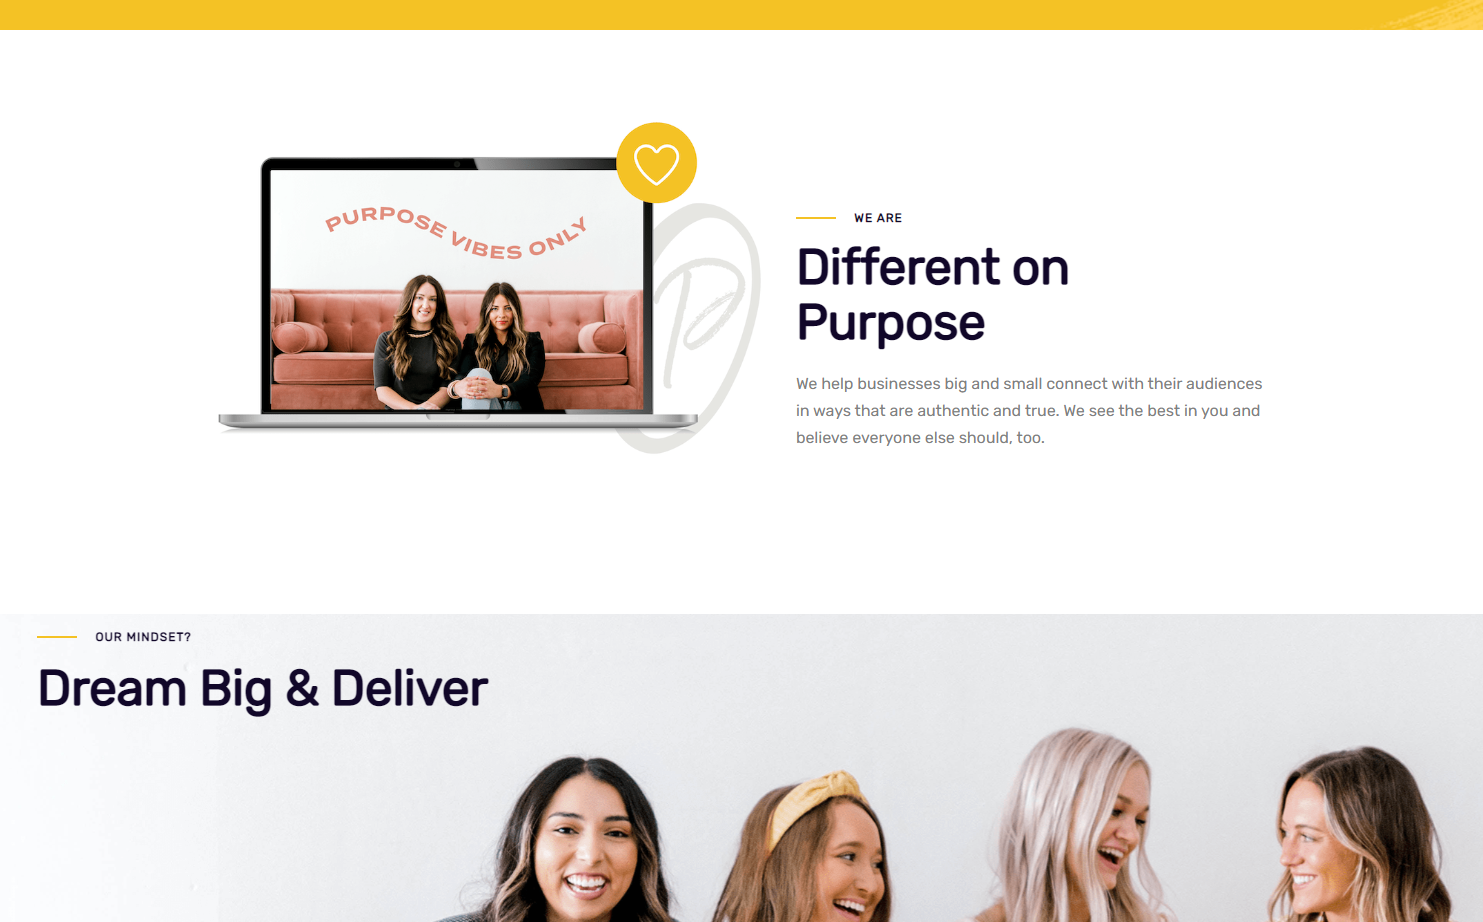 PURPOSE VIBES ONLY
WE ARE
Different on
Purpose
We help businesses big and small connect with their audiences
in ways that are authentic and true. We see the best in you and
believe everyone else should, too.
OUR MINDSET?
Dream Big & Deliver